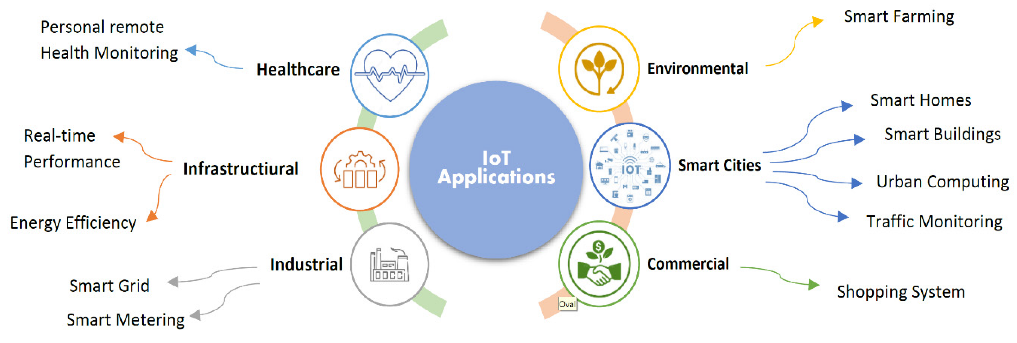 Personal remote
Health Monitoring
Healthcare
Real-time
Performance
Infrastructiural
Energy Efficiency
Industrial
Smart Grid
Smart Metering
IoT
Applications
Environmental
Smart Farming
IOT
Smart Cities
Smart Homes
Smart Buildings
Urban Computing
Traffic Monitoring
$
Commercial
Shopping System
Oval